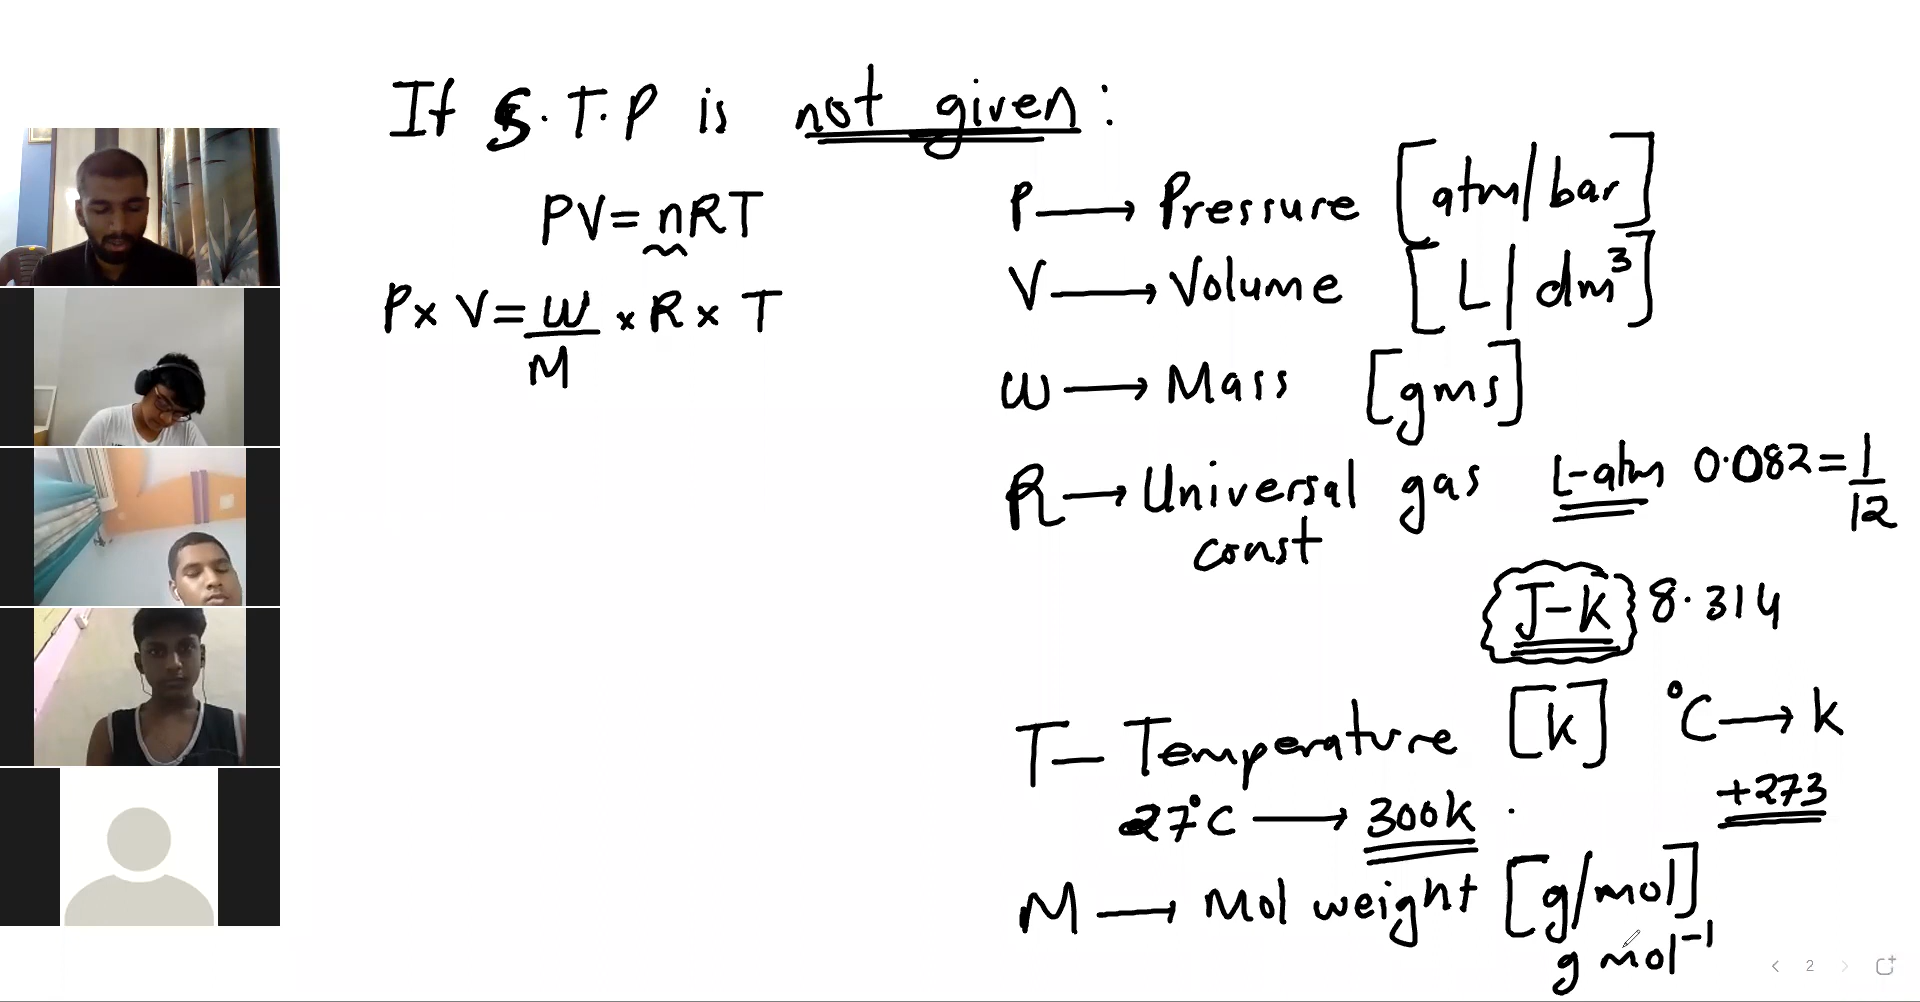 If S.T.P is not given:
PV = nRT
P x V = W/M x R x T
P → Pressure [atm/bar]
V → Volume [L/dm³]
W → Mass [gms]
R → Universal gas const
L-atm 0.082 = 1/12
J-K 8.314
T - Temperature [K] °C → K
+273
27°C → 300K
M → Mol weight [g/mol]
g mol⁻¹
2